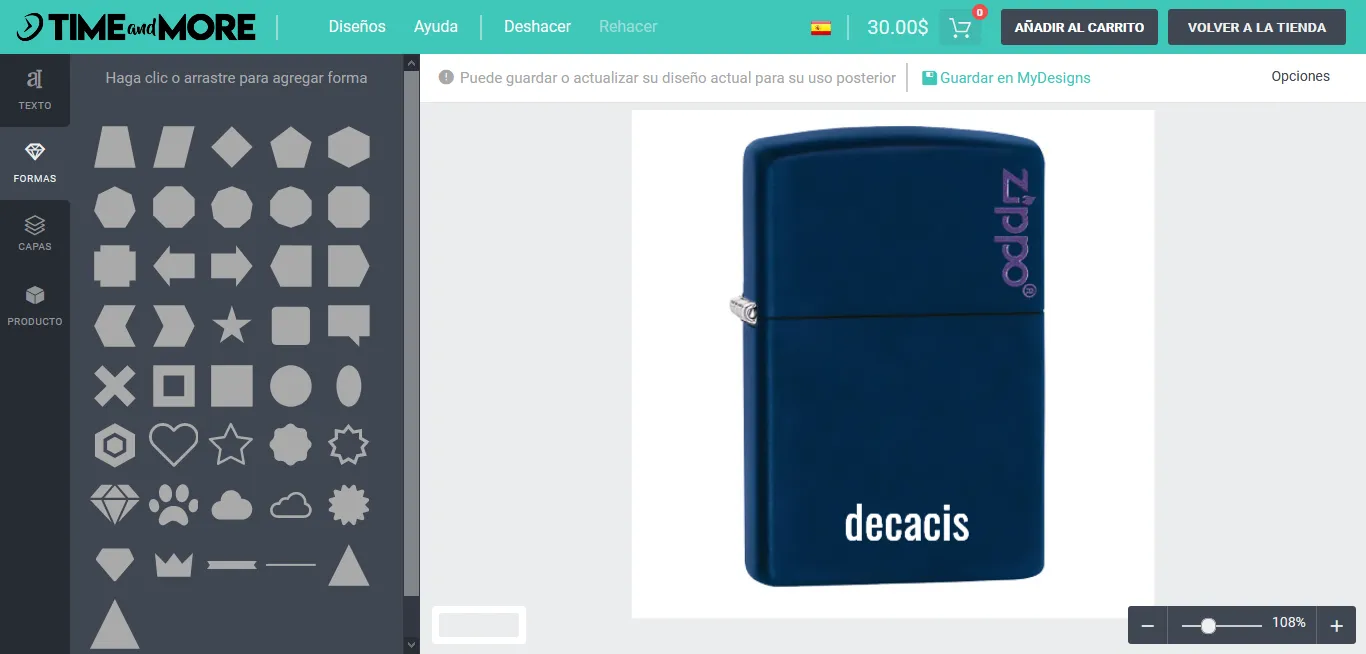 TIME and MORE
Diseños
Ayuda
Deshacer
Rehacer
30.00$
0
AÑADIR AL CARRITO
VOLVER A LA TIENDA
TEXTO
FORMAS
CAPAS
PRODUCTO
Haga clic o arrastre para agregar forma
Puede guardar o actualizar su diseño actual para su uso posterior
Guardar en MyDesigns
Opciones
Zippo
®
decacis
108%